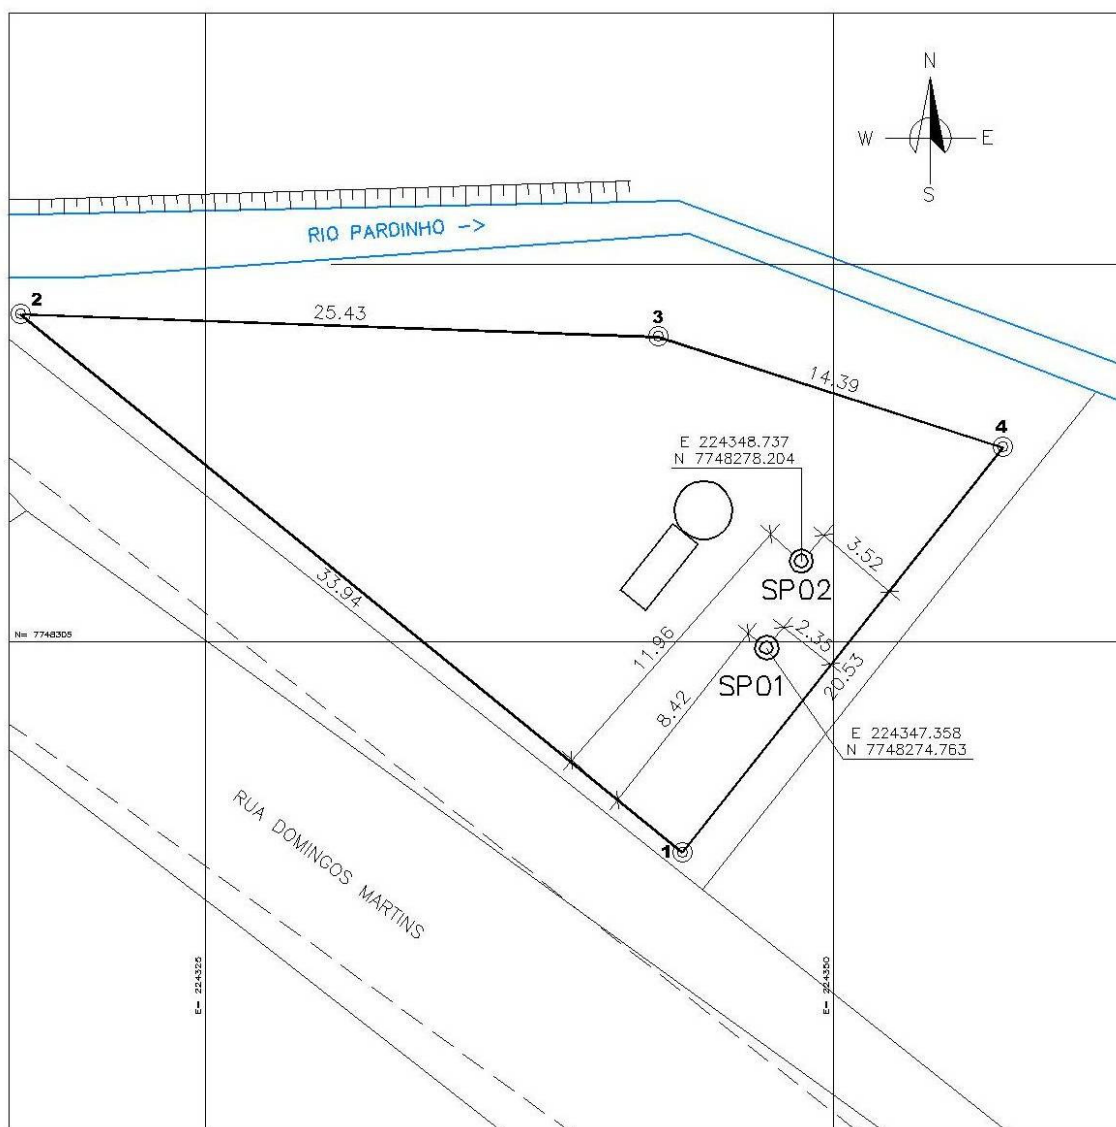 N
W E
S
RIO PARDINHO ->
2
25.43
3
14.39
4
E 224348.737
N 7748278.204
3.52
SP02
33.94
N= 7748305
11.96
2.35
20.53
SP01
8.42
E 224347.358
N 7748274.763
1
RUA DOMINGOS MARTINS
E= 224325
E= 224350